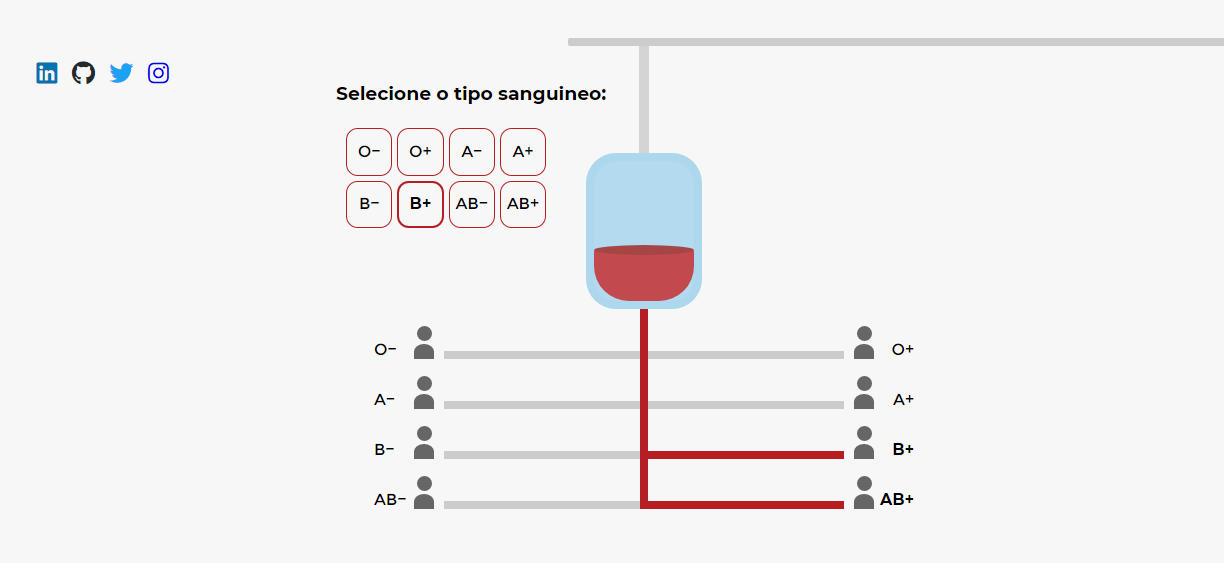 Selecione o tipo sanguineo:
O− O+ A− A+
B− B+ AB− AB+
O− O+
A− A+
B− B+
AB− AB+